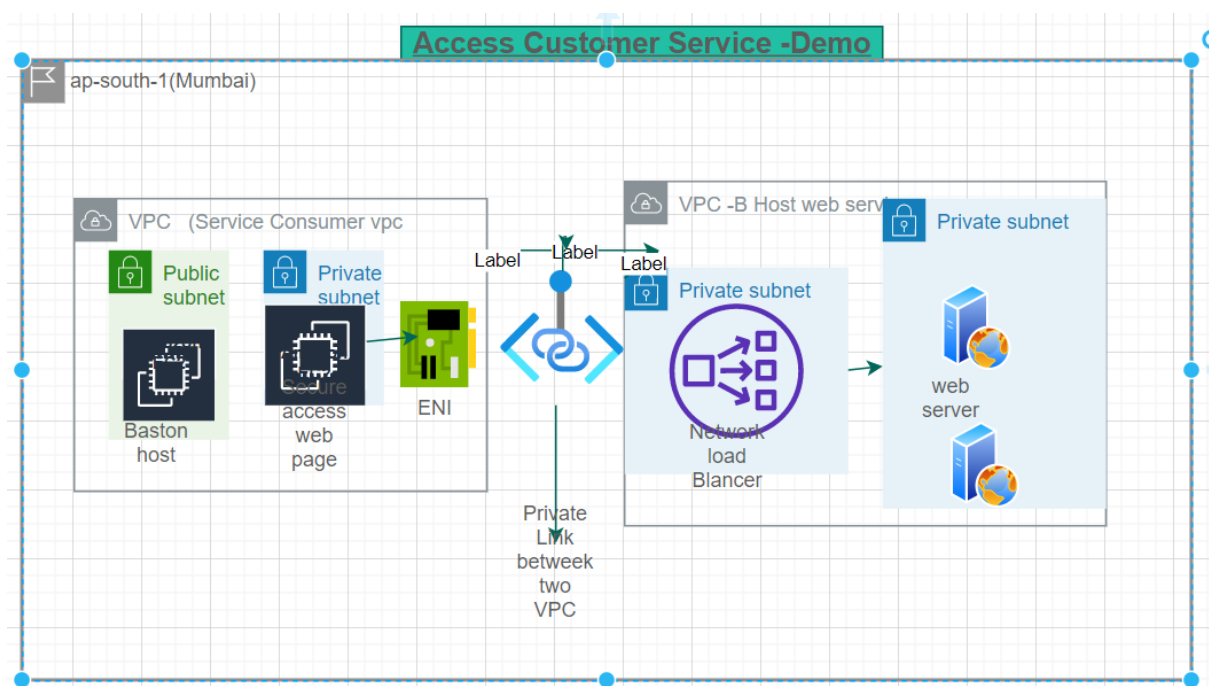 Access Customer Service -Demo
ap-south-1(Mumbai)
VPC (Service Consumer vpc
Public
subnet
Baston
host
Private
subnet
Secure
access
web
page
ENI
Label
Label
Label
Private
Link
betweek
two
VPC
VPC -B Host web serv
Private subnet
Network
load
Blancer
Private subnet
web
server